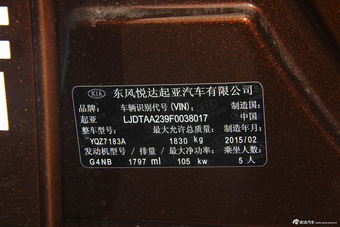 KIA 东风悦达起亚汽车有限公司
品牌: 车辆识别代号(VIN): 制造国:
起亚 LJDTAA239F0038017 中国
整车型号: 最大允许总质量: 制造年月:
YQZ7183A 1830 kg 2015/02
发动机型号 / 排量 / 最大净功率: 乘坐人数:
G4NB 1797 ml 105 kw 5 人